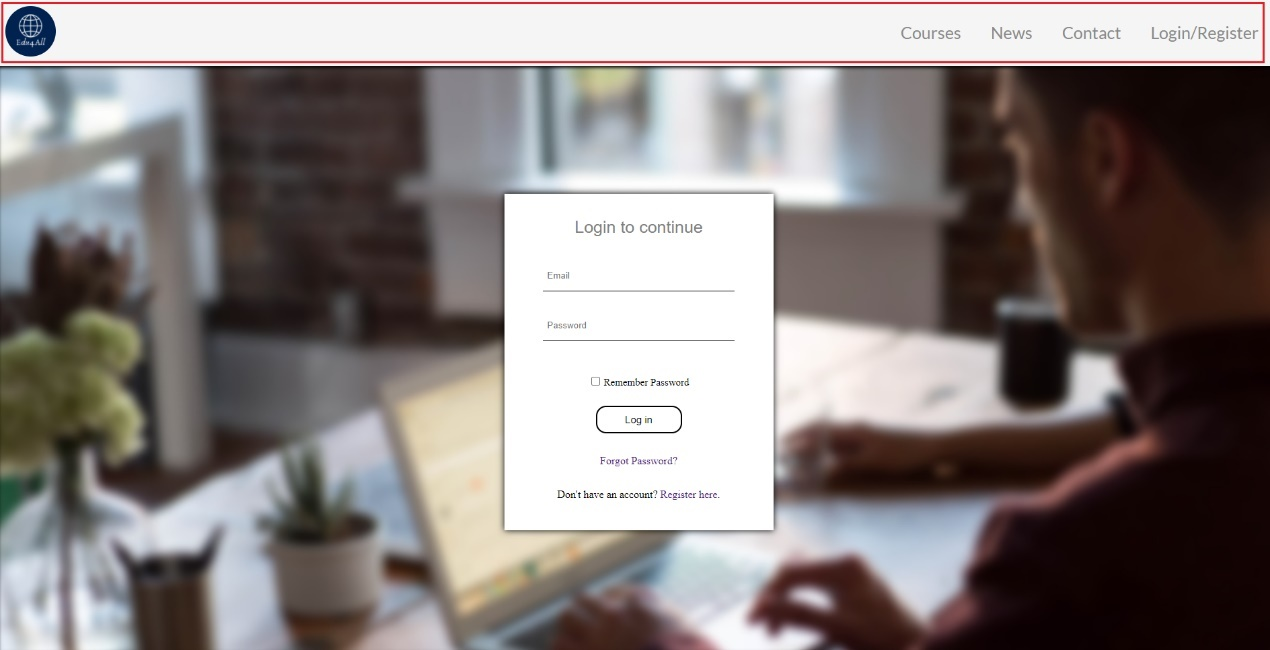 Edu4All
Courses News Contact Login/Register
Login to continue
Email
Password
Remember Password
Log in
Forgot Password?
Don't have an account? Register here.